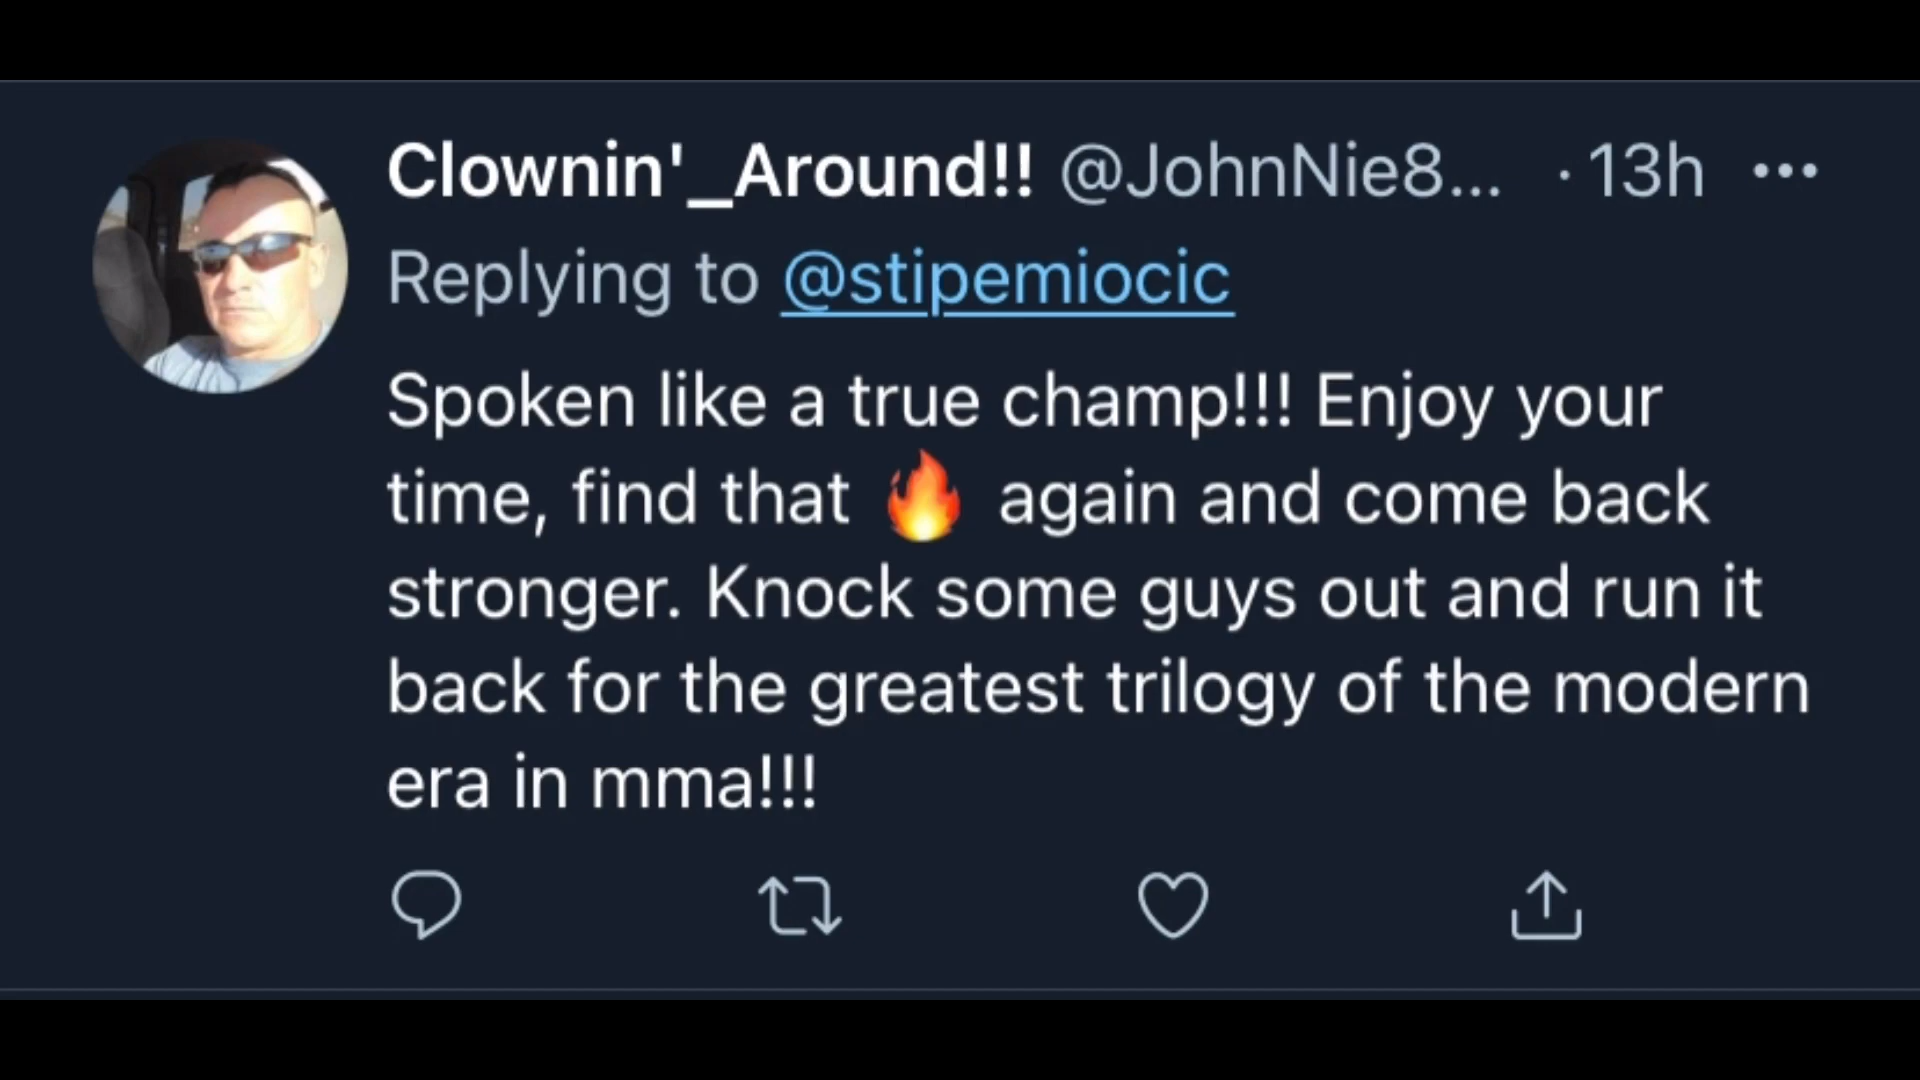 Clownin'_Around!! @JohnNie8... · 13h
Replying to @stipemiocic
Spoken like a true champ!!! Enjoy your
time, find that 🔥 again and come back
stronger. Knock some guys out and run it
back for the greatest trilogy of the modern
era in mma!!!